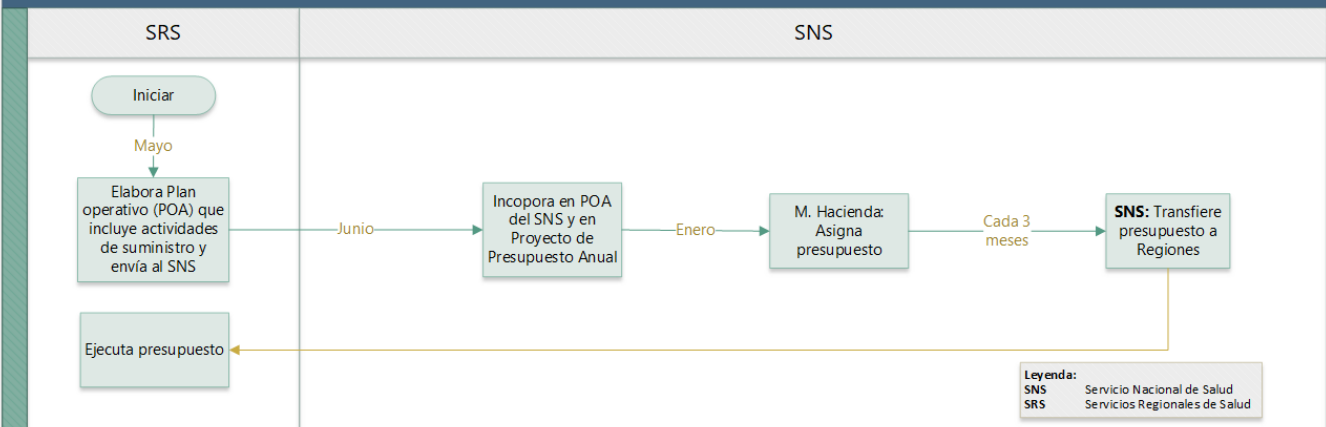 SRS
SNS
Iniciar
Mayo
Elabora Plan
operativo (POA) que
incluye actividades
de suministro y
envía al SNS
Junio
Incopora en POA
del SNS y en
Proyecto de
Presupuesto Anual
Enero
M. Hacienda:
Asigna
presupuesto
Cada 3
meses
SNS: Transfiere
presupuesto a
Regiones
Ejecuta presupuesto
Leyenda:
SNS Servicio Nacional de Salud
SRS Servicios Regionales de Salud